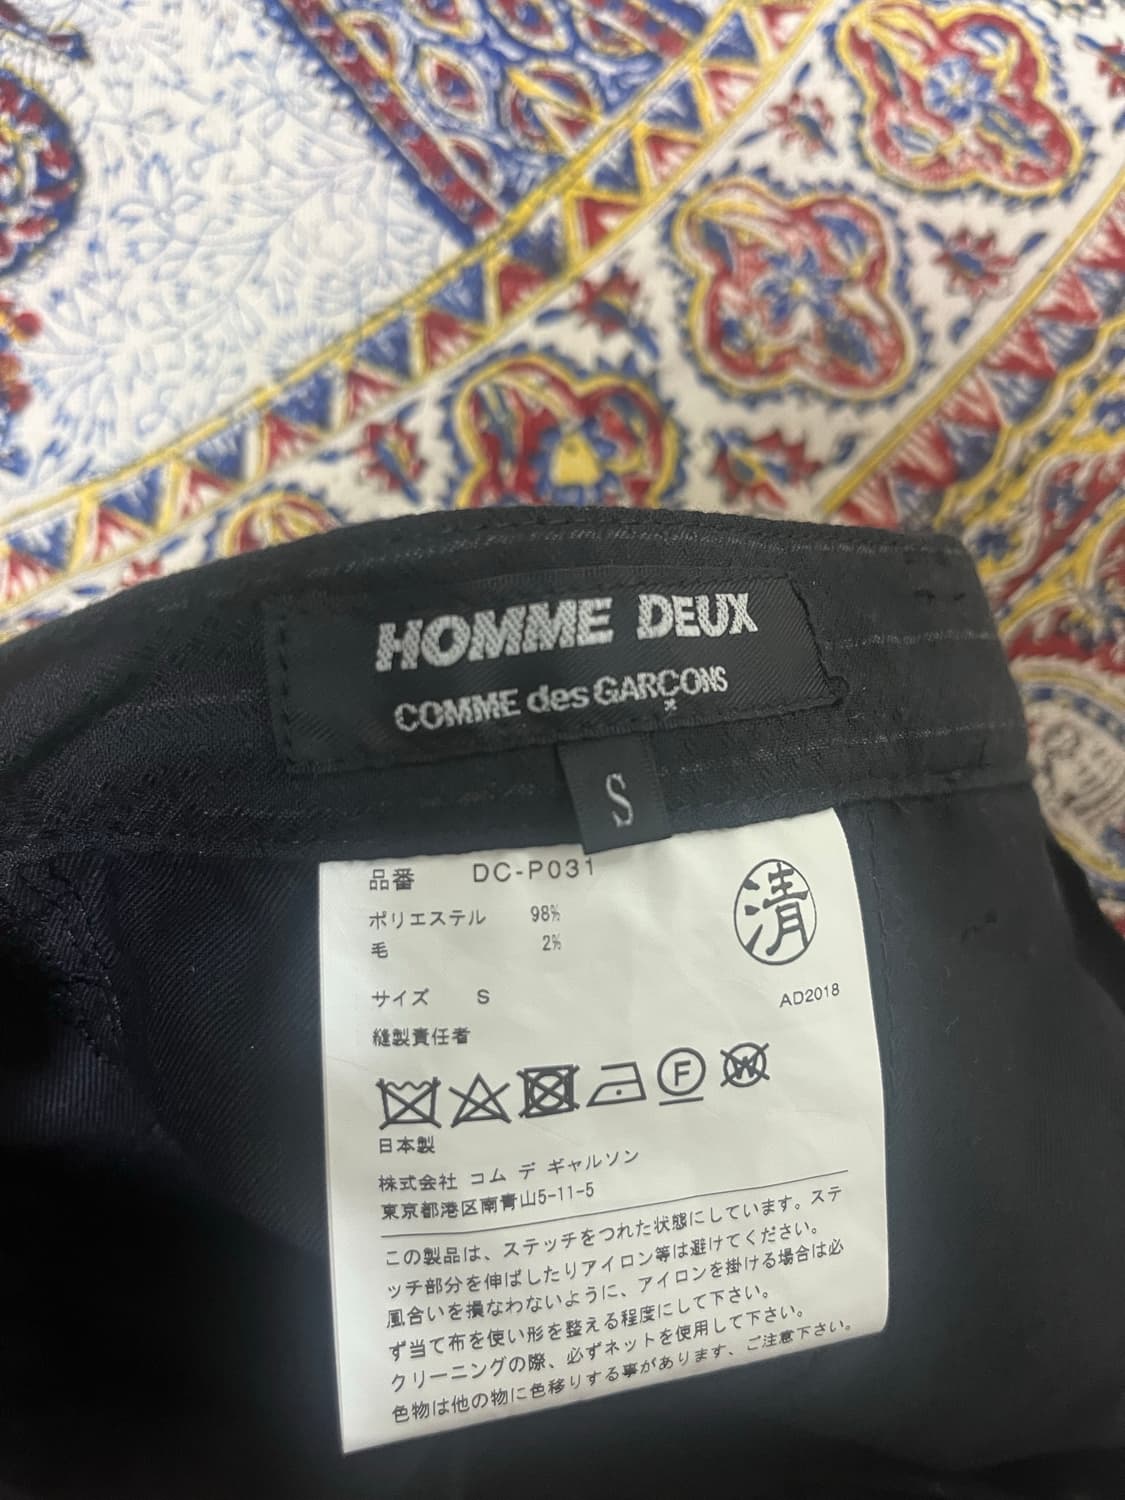 HOMME DEUX
COMME des GARÇONS
S
品番 DC-P031
ポリエステル 98%
毛 2%
清
サイズ S
AD2018
縫製責任者
F
W
日本製
株式会社 コム デ ギャルソン
東京都港区南青山5-11-5
この製品は、ステッチをつれた状態にしています。ステ
ッチ部分を伸ばしたりアイロン等は避けてください。
風合いを損なわないように、アイロンを掛ける場合は必
ず当て布を使い形を整える程度にして下さい。
クリーニングの際、必ずネットを使用して下さい。
色物は他の物に色移りする事があります、ご注意下さい。